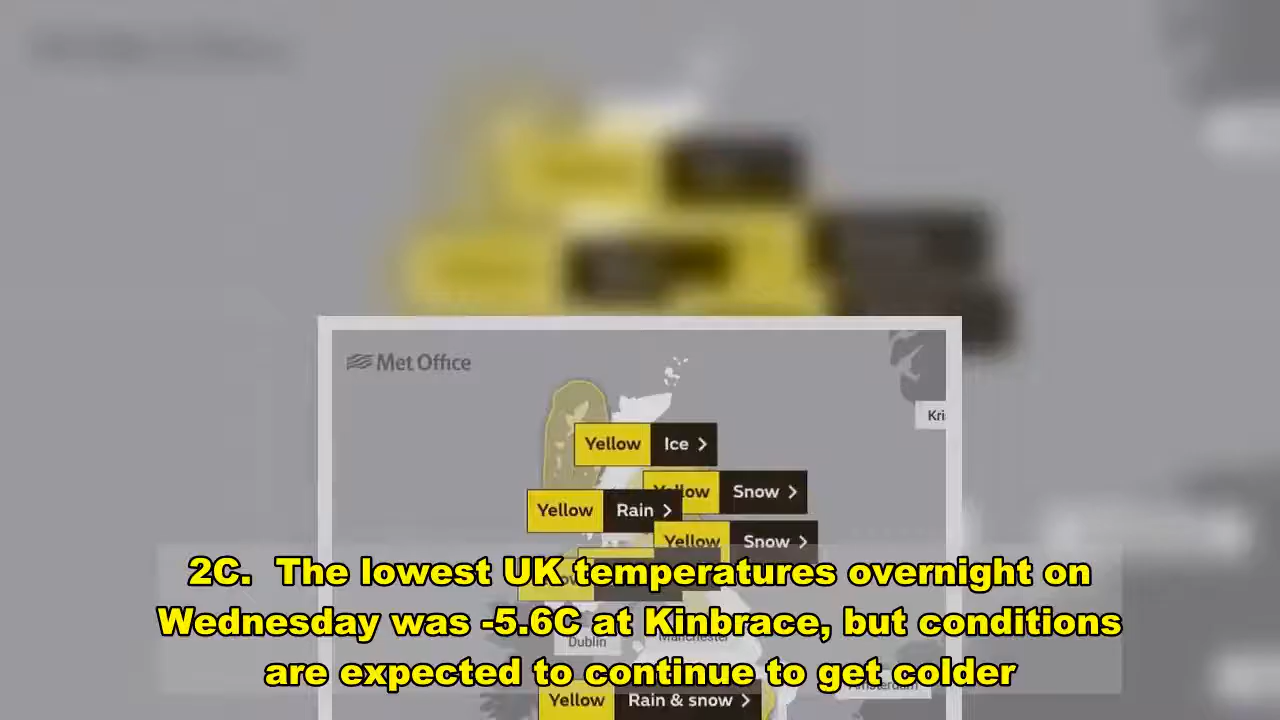 Met Office
Kri
Yellow Ice >
Yellow Snow >
Yellow Rain >
Yellow Snow >
2C. The lowest UK temperatures overnight on
Wednesday was -5.6C at Kinbrace, but conditions
Dublin Manchester
are expected to continue to get colder
Amsterdam
Yellow Rain & snow >